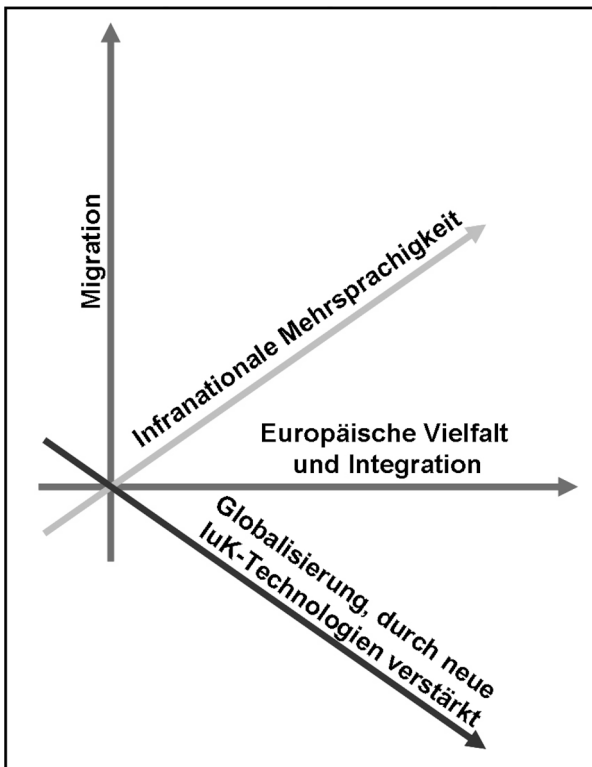 Migration
Infranationale Mehrsprachigkeit
Europäische Vielfalt
und Integration
Globalisierung, durch neue
IuK-Technologien verstärkt